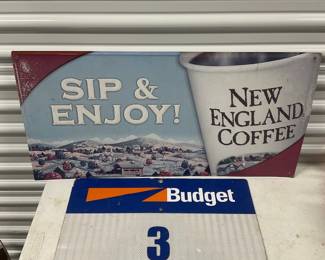 SIP &
ENJOY!
NEW
ENGLAND
COFFEE
Budget
3